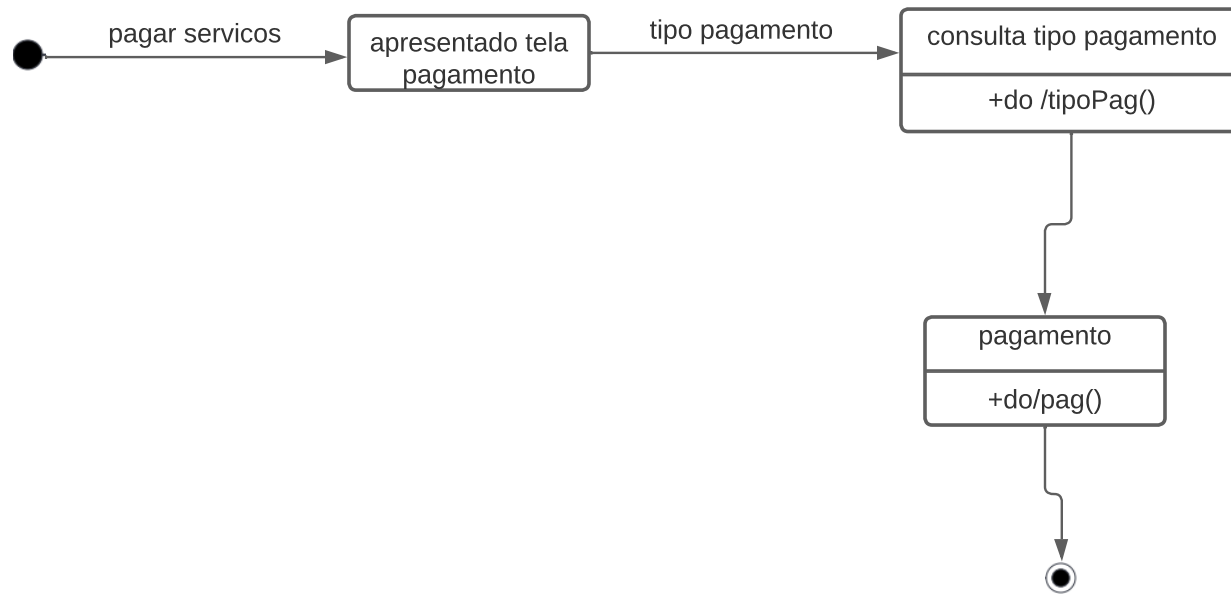 pagar servicos
apresentado tela
pagamento
tipo pagamento
consulta tipo pagamento
+do /tipoPag()
pagamento
+do/pag()